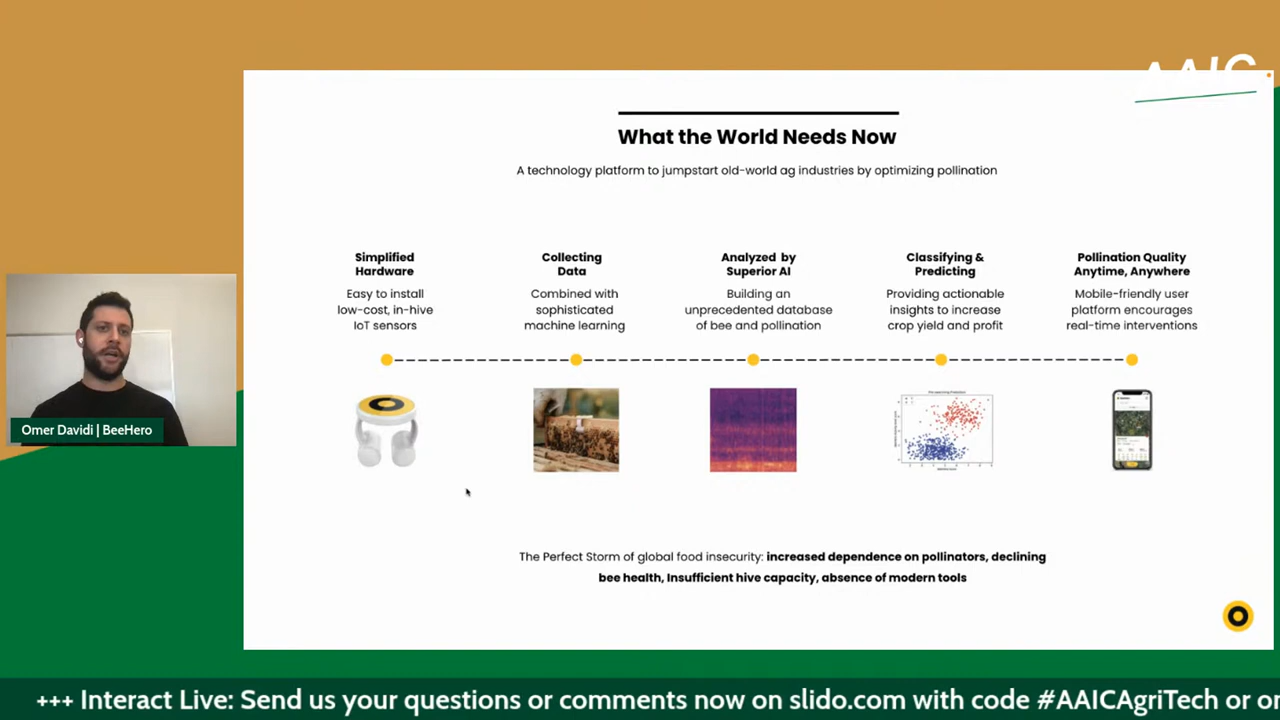 AAIC
What the World Needs Now
A technology platform to jumpstart old-world ag industries by optimizing pollination
Simplified
Hardware
Easy to install
low-cost, in-hive
IoT sensors
Collecting
Data
Combined with
sophisticated
machine learning
Analyzed by
Superior AI
Building an
unprecedented database
of bee and pollination
Classifying &
Predicting
Providing actionable
insights to increase
crop yield and profit
Pollination Quality
Anytime, Anywhere
Mobile-friendly user
platform encourages
real-time interventions
Omer Davidi | BeeHero
The Perfect Storm of global food insecurity: increased dependence on pollinators, declining
bee health, Insufficient hive capacity, absence of modern tools
+++ Interact Live: Send us your questions or comments now on slido.com with code #AAICAgriTech or